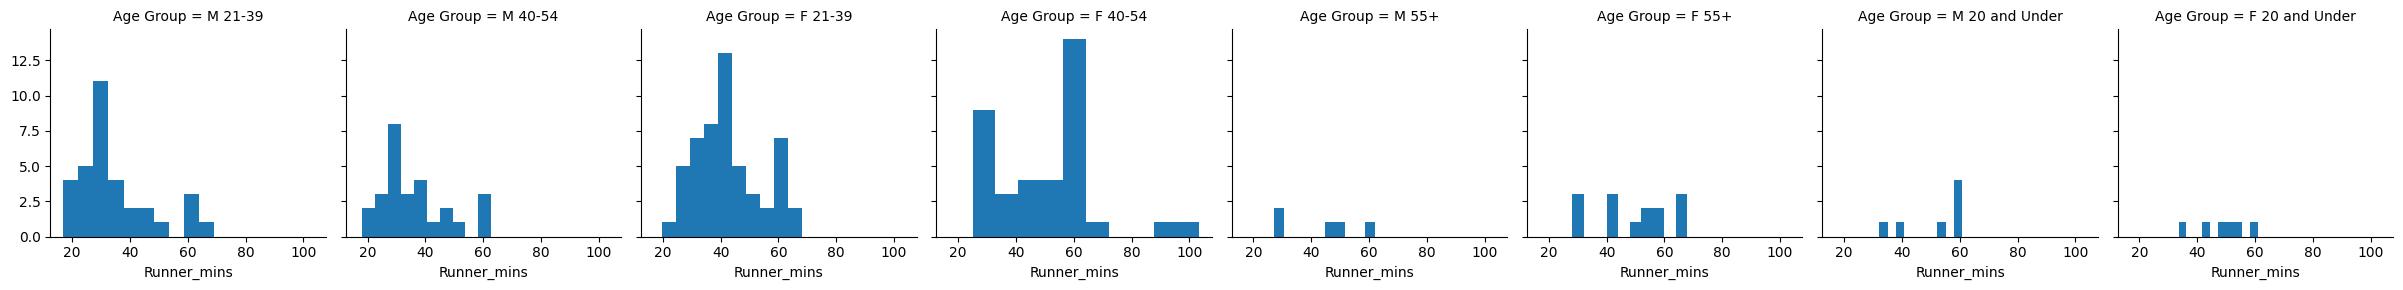 Age Group = M 21-39 Age Group = M 40-54 Age Group = F 21-39 Age Group = F 40-54 Age Group = M 55+ Age Group = F 55+ Age Group = M 20 and Under Age Group = F 20 and Under
12.5
10.0
7.5
5.0
2.5
0.0
20 40 60 80 100 20 40 60 80 100 20 40 60 80 100 20 40 60 80 100 20 40 60 80 100 20 40 60 80 100 20 40 60 80 100 20 40 60 80 100
Runner_mins Runner_mins Runner_mins Runner_mins Runner_mins Runner_mins Runner_mins Runner_mins